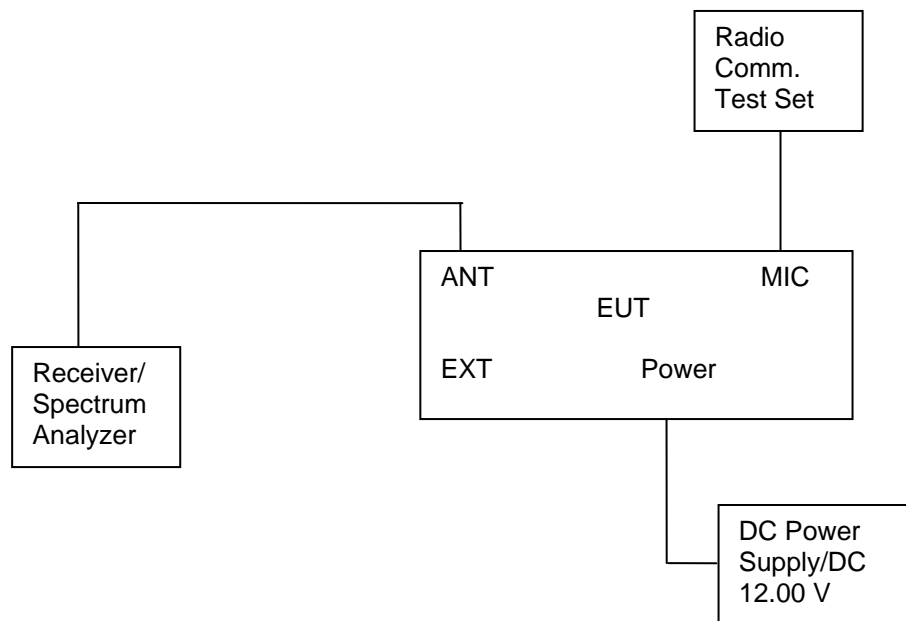 Radio
Comm.
Test Set
ANT
MIC
EUT
EXT
Power
Receiver/
Spectrum
Analyzer
DC Power
Supply/DC
12.00 V